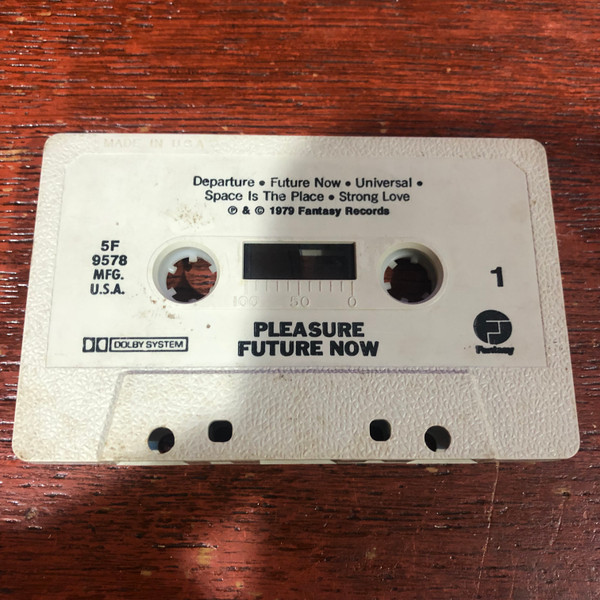 MADE IN U.S.A
Departure • Future Now • Universal •
Space Is The Place • Strong Love
℗ & © 1979 Fantasy Records
5F
9578
MFG.
U.S.A.
100 50 0
1
DOLBY SYSTEM
PLEASURE
FUTURE NOW
Fantasy